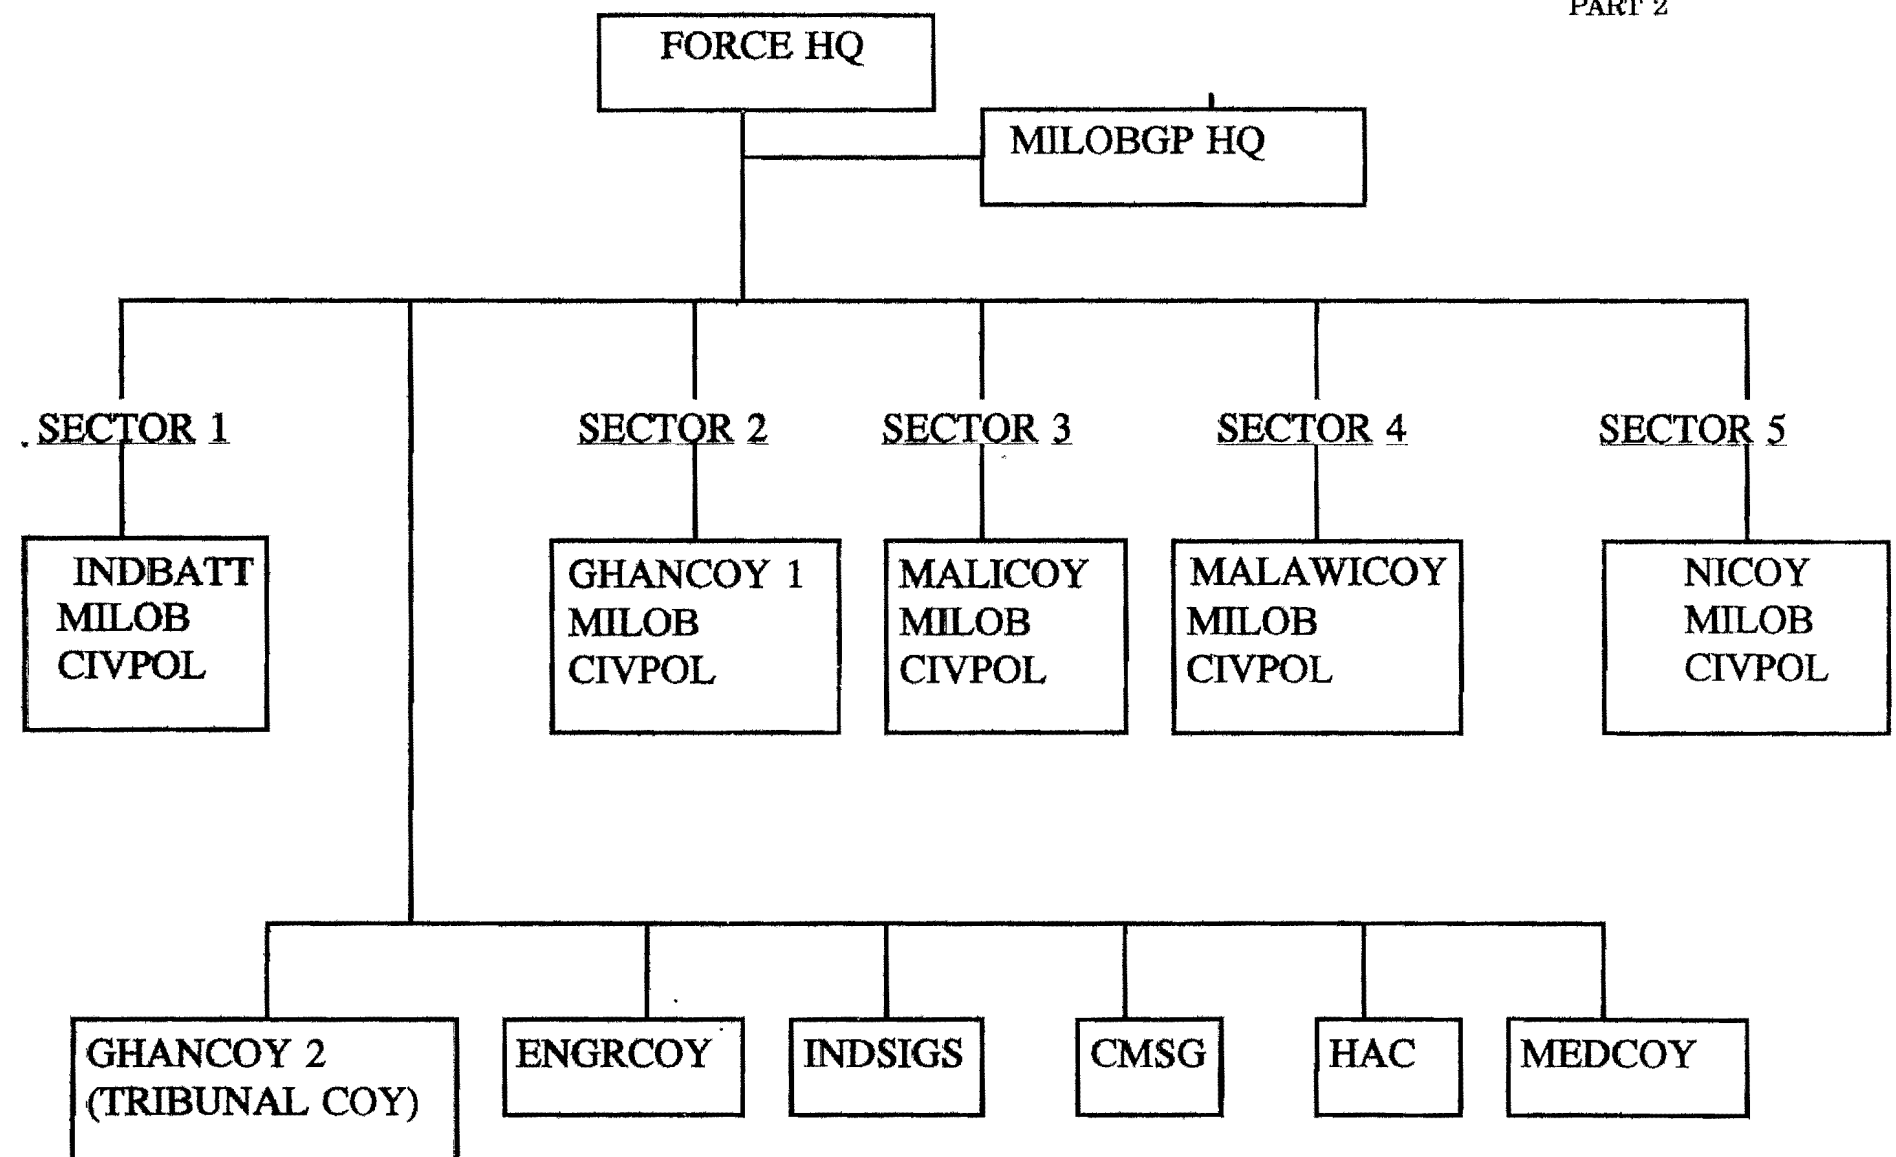 PART 2
FORCE HQ
MILOBGP HQ
SECTOR 1
SECTOR 2
SECTOR 3
SECTOR 4
SECTOR 5
INDBATT
MILOB
CIVPOL
GHANCOY 1
MILOB
CIVPOL
MALICOY
MILOB
CIVPOL
MALAWICOY
MILOB
CIVPOL
NICOY
MILOB
CIVPOL
GHANCOY 2
(TRIBUNAL COY)
ENGRCOY
INDSIGS
CMSG
HAC
MEDCOY